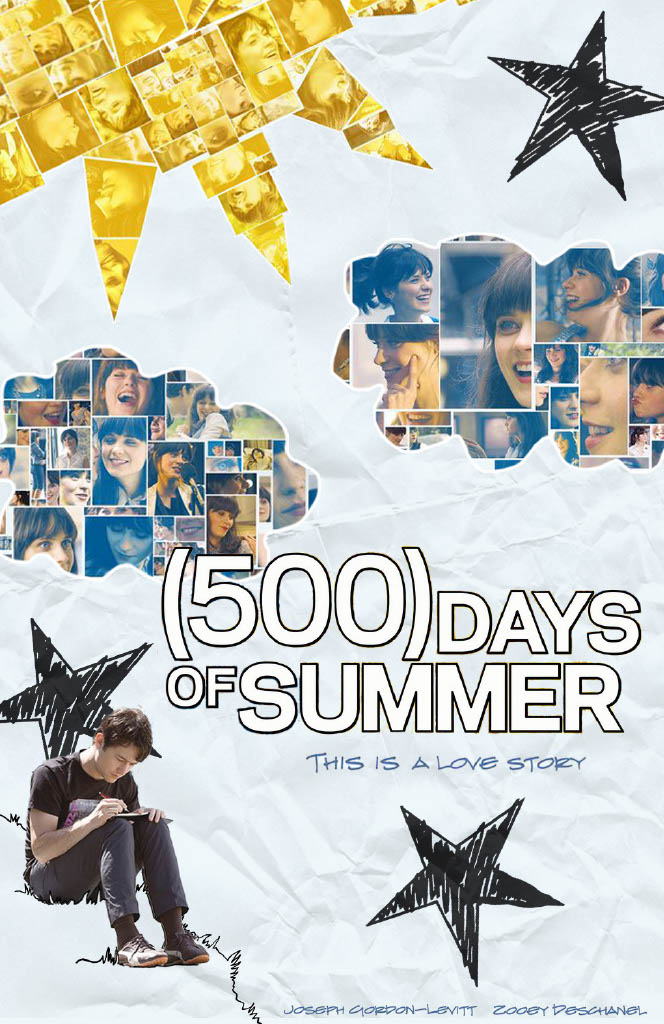 (500) DAYS
OF SUMMER
THIS IS A LOVE STORY
JOSEPH GORDON-LEVITT ZOOEY DESCHANEL